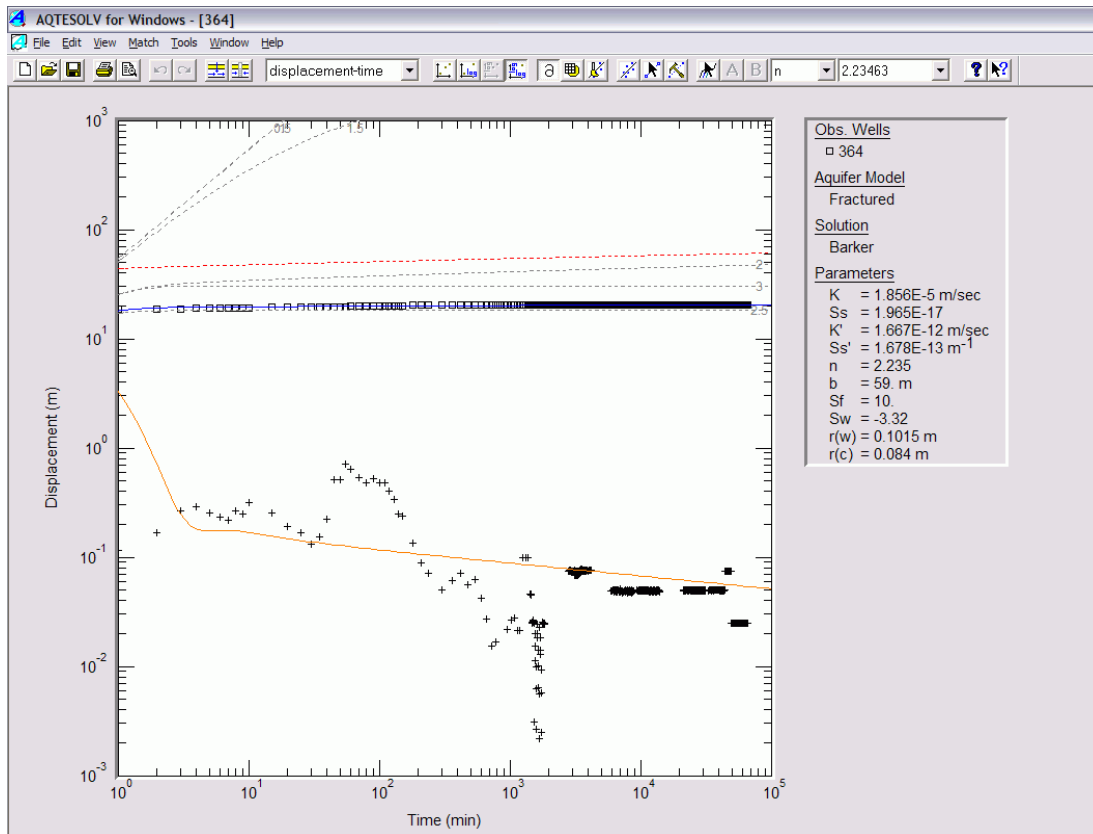 AQTESOLV for Windows - [364]
File Edit View Match Tools Window Help
displacement-time n 2.23463
A B
10^3
10^2
10^1
10^0
10^-1
10^-2
10^-3
Displacement (m)
1.5
2
3
2.5
10^0 10^1 10^2 10^3 10^4 10^5
Time (min)
Obs. Wells
364
Aquifer Model
Fractured
Solution
Barker
Parameters
K = 1.856E-5 m/sec
Ss = 1.965E-17
K' = 1.667E-12 m/sec
Ss' = 1.678E-13 m^-1
n = 2.235
b = 59. m
Sf = 10.
Sw = -3.32
r(w) = 0.1015 m
r(c) = 0.084 m